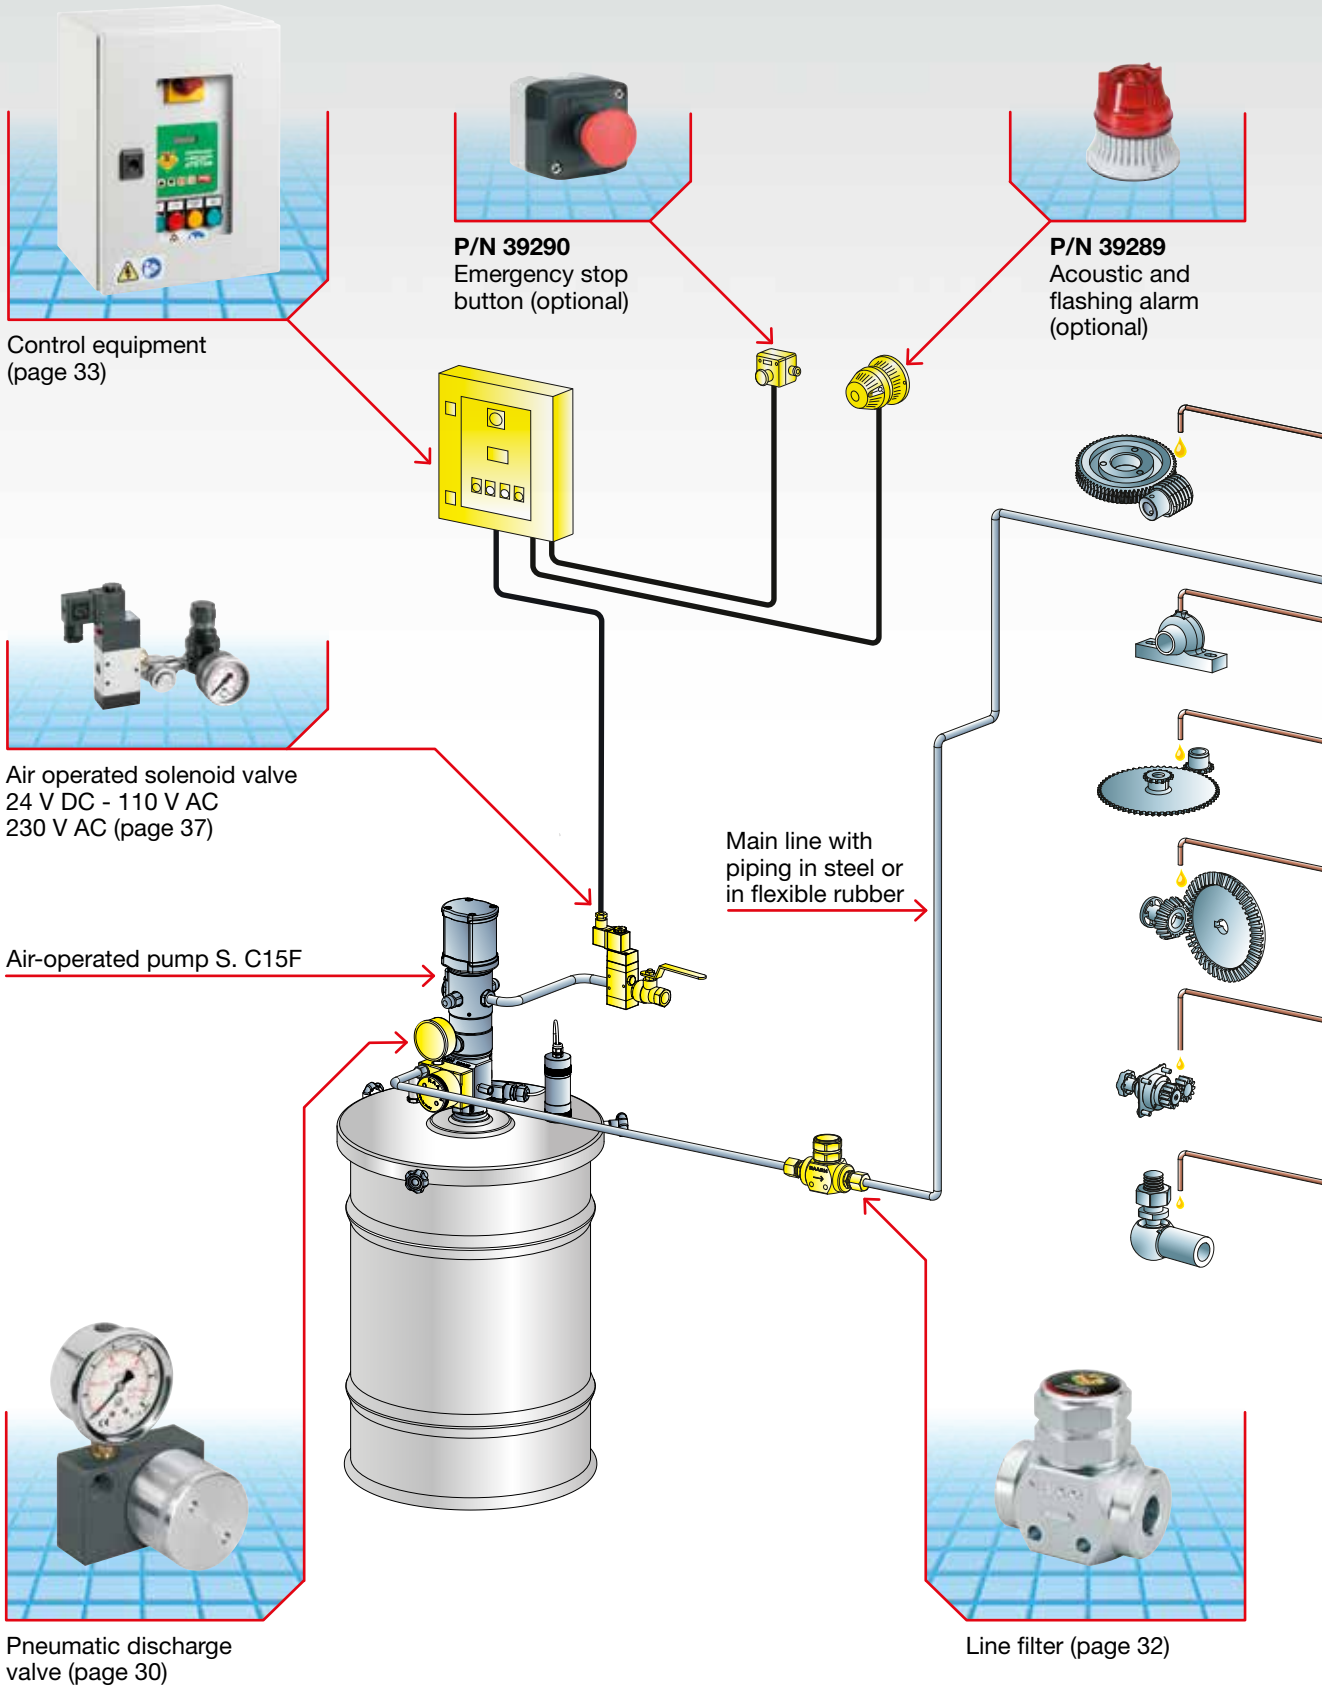 P/N 39290
Emergency stop
button (optional)
P/N 39289
Acoustic and
flashing alarm
(optional)
Control equipment
(page 33)
Air operated solenoid valve
24 V DC - 110 V AC
230 V AC (page 37)
Main line with
piping in steel or
in flexible rubber
Air-operated pump S. C15F
Pneumatic discharge
valve (page 30)
Line filter (page 32)